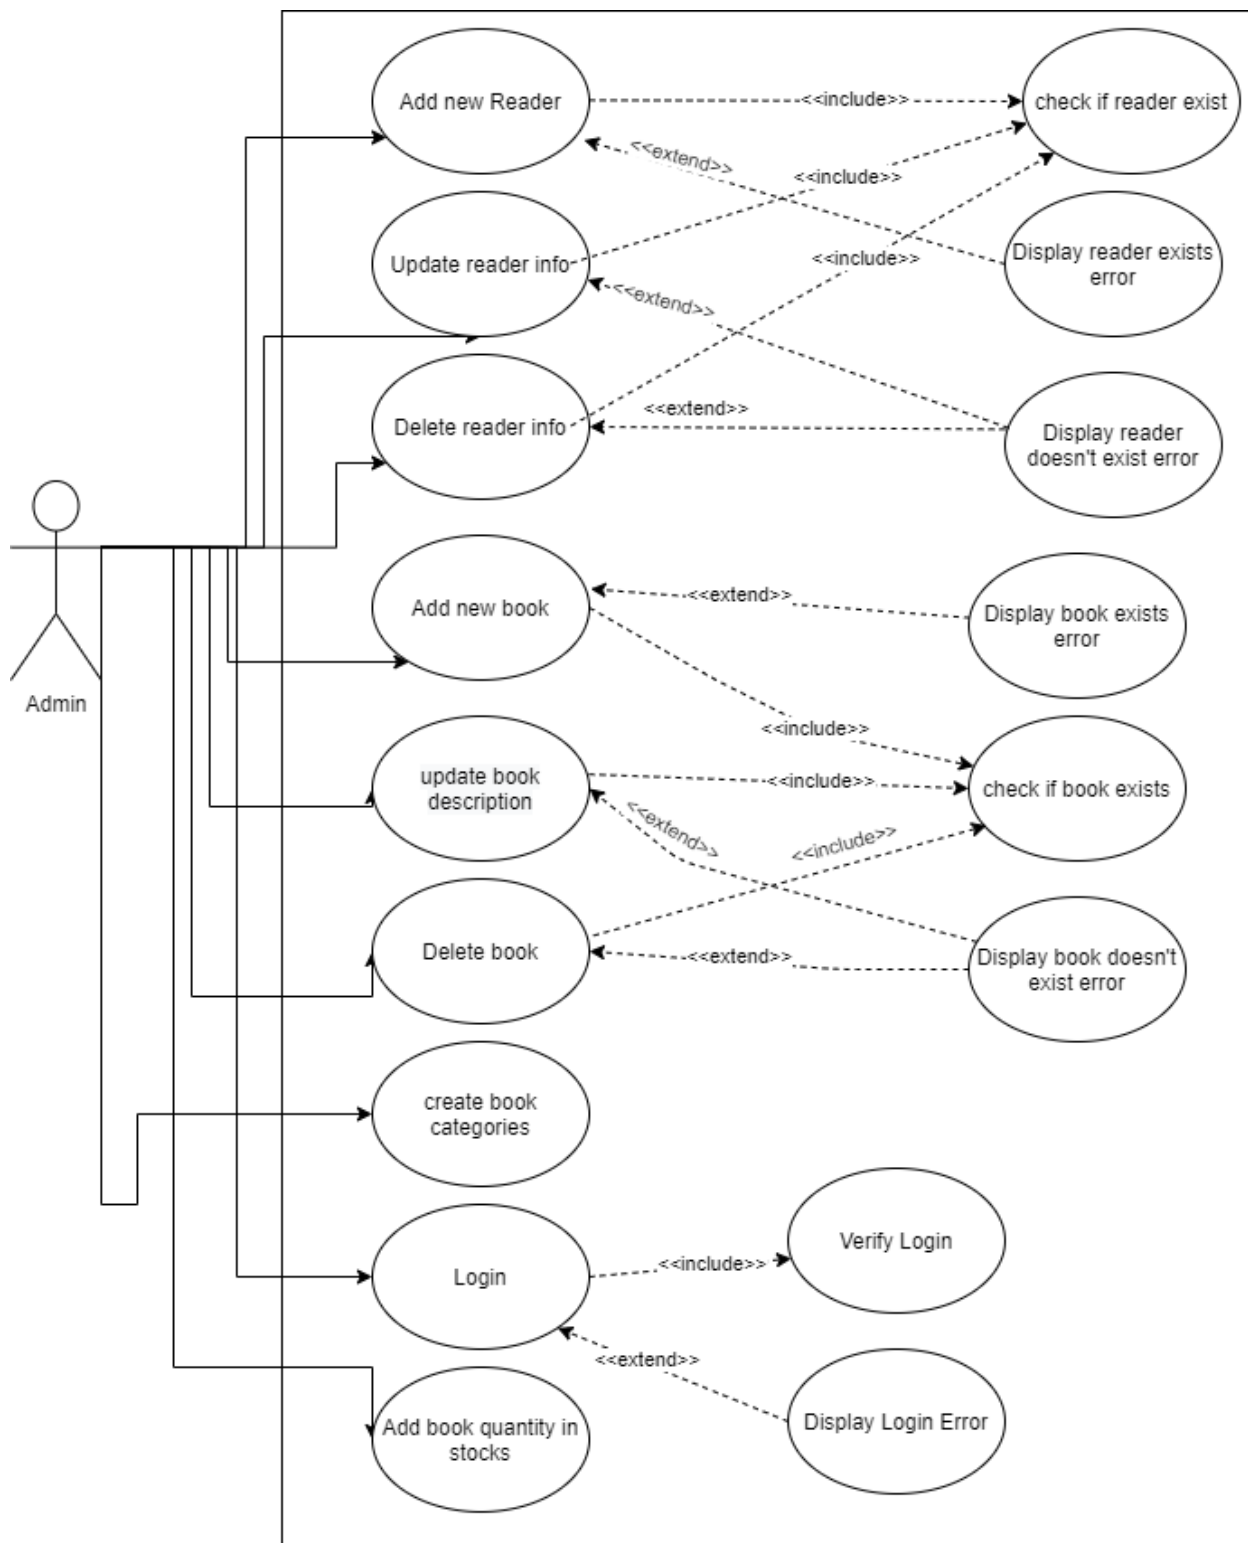 Add new Reader
<<include>>
check if reader exist
<<extend>>
<<include>>
Update reader info
<<include>>
Display reader exists
error
<<extend>>
Delete reader info
<<extend>>
Display reader
doesn't exist error
Admin
Add new book
<<extend>>
Display book exists
error
<<include>>
update book
description
<<include>>
check if book exists
<<extend>>
<<include>>
Delete book
<<extend>>
Display book doesn't
exist error
create book
categories
Verify Login
Login
<<include>>
<<extend>>
Display Login Error
Add book quantity in
stocks